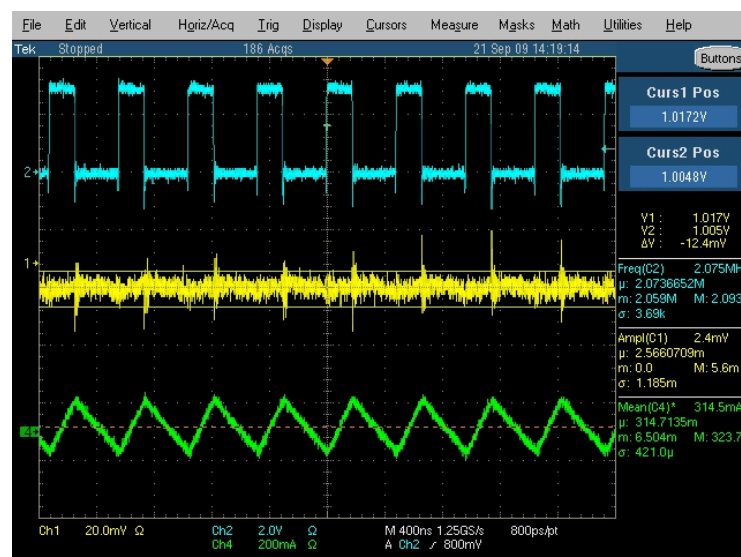 File Edit Vertical Horiz/Acq Trig Display Cursors Measure Masks Math Utilities Help
Tek Stopped 186 Acqs 21 Sep 09 14:19:14
Buttons
Curs1 Pos
1.0172V
Curs2 Pos
1.0048V
V1 : 1.017V
V2 : 1.005V
ΔV : -12.4mV
Freq(C2) 2.075MH
µ: 2.0736652M
m: 2.059M M: 2.093
σ: 3.69k
Ampl(C1) 2.4mV
µ: 2.5660709m
m: 0.0 M: 5.6m
σ: 1.185m
Mean(C4)* 314.5mA
µ: 314.7135m
m: 6.504m M: 323.7
σ: 421.0µ
2
1
Ch1 20.0mV Ω Ch2 2.0V Ω M 400ns 1.25GS/s 800ps/pt
Ch4 200mA Ω A Ch2 ⁄ 800mV